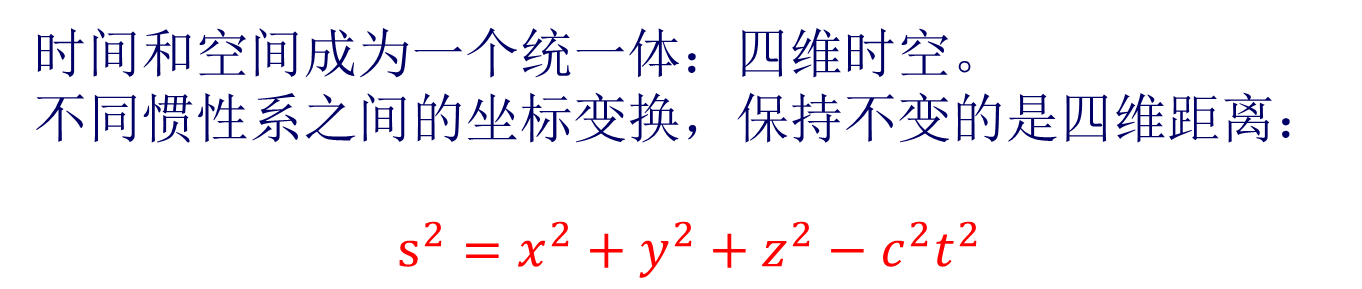 时间和空间成为一个统一体：四维时空。
不同惯性系之间的坐标变换，保持不变的是四维距离：
s² = x² + y² + z² − c²t²